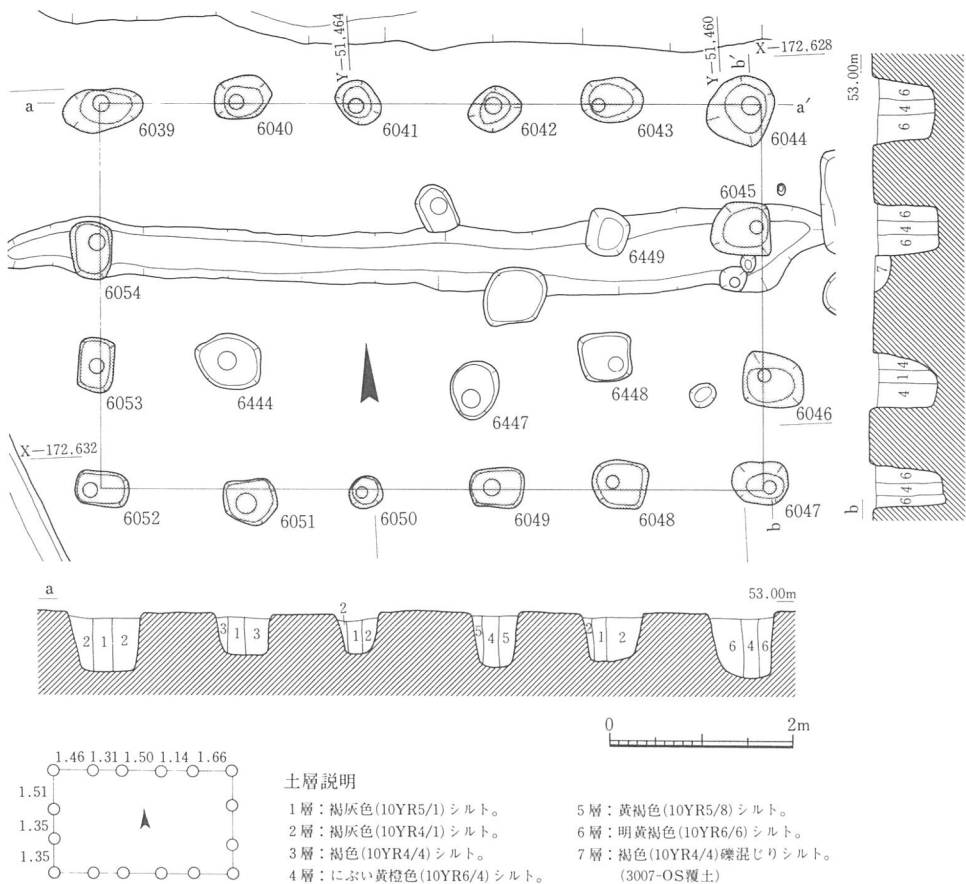 Y-51,464
Y-51,460
X-172,628
53.00m
a
b′
a′
6039
6040
6041
6042
6043
6044
6 4 6
6045
6449
6 4 6
7
6054
6053
6444
6447
6448
6046
4 1 4
X-172,632
6052
6051
6050
6049
6048
6047
6 4 6
b
b
a
53.00m
2 1 2
3 1 3
2
1 2
5 4 5
2 1 2
6 4 6
0
2m
1.46 1.31 1.50 1.14 1.66
1.51
1.35
1.35
土層説明
1層：褐灰色(10YR5/1)シルト。
2層：褐灰色(10YR4/1)シルト。
3層：褐色(10YR4/4)シルト。
4層：にぶい黄橙色(10YR6/4)シルト。
5層：黄褐色(10YR5/8)シルト。
6層：明黄褐色(10YR6/6)シルト。
7層：褐色(10YR4/4)礫混じりシルト。
(3007-OS覆土)